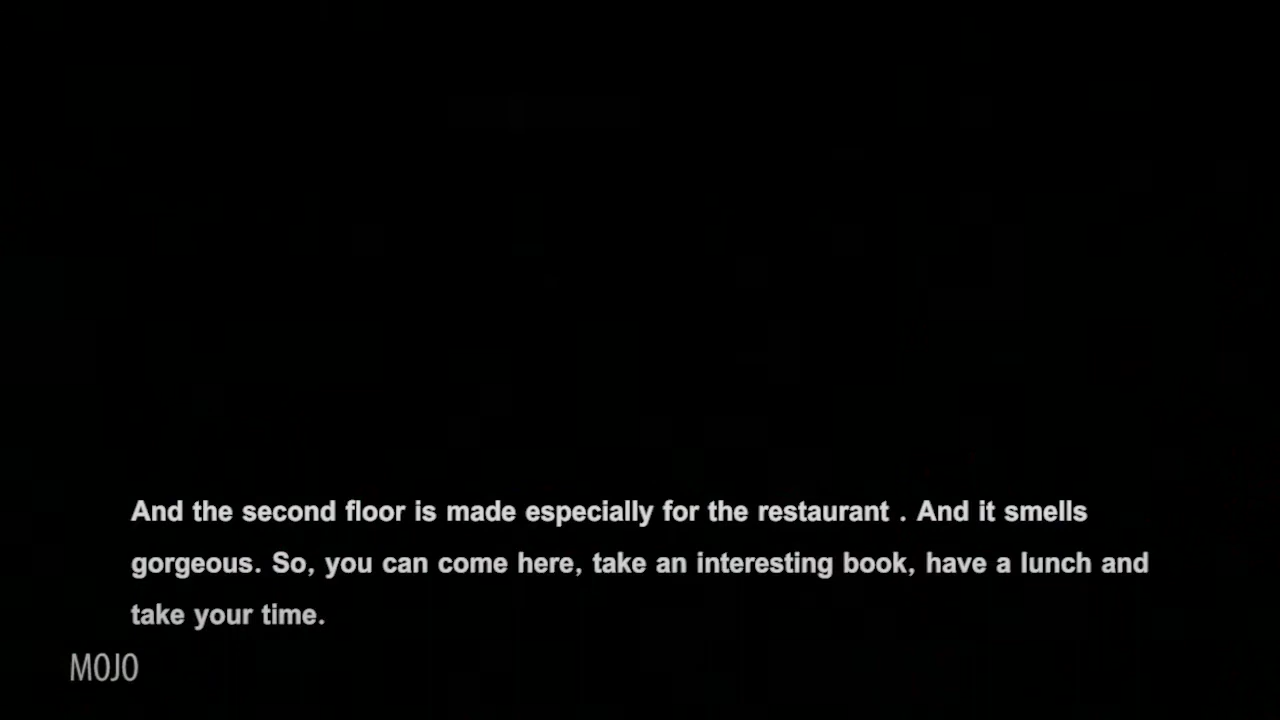 And the second floor is made especially for the restaurant . And it smells
gorgeous. So, you can come here, take an interesting book, have a lunch and
take your time.
MOJO